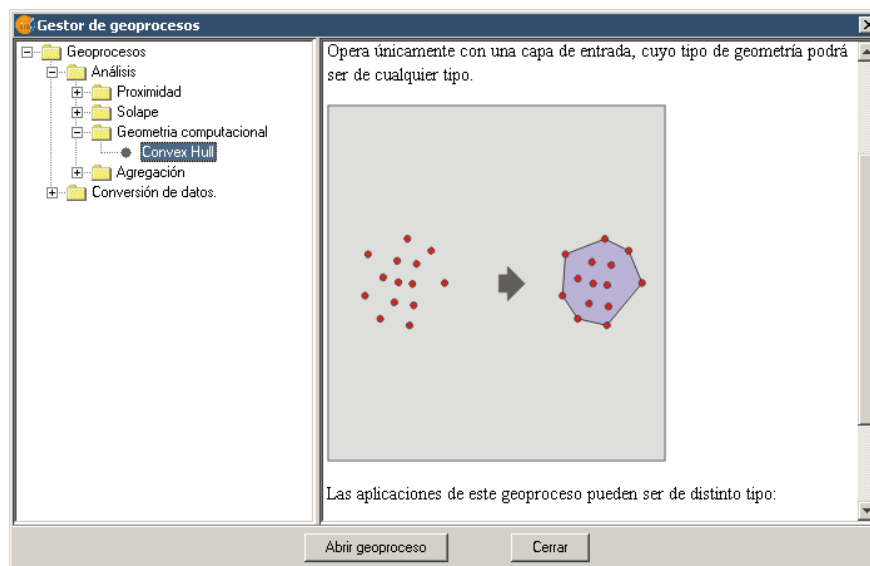 Gestor de geoprocesos
Geoprocesos
Análisis
Proximidad
Solape
Geometria computacional
Convex Hull
Agregación
Conversión de datos.
Opera únicamente con una capa de entrada, cuyo tipo de geometría podrá
ser de cualquier tipo.
Las aplicaciones de este geoproceso pueden ser de distinto tipo:
Abrir geoproceso
Cerrar